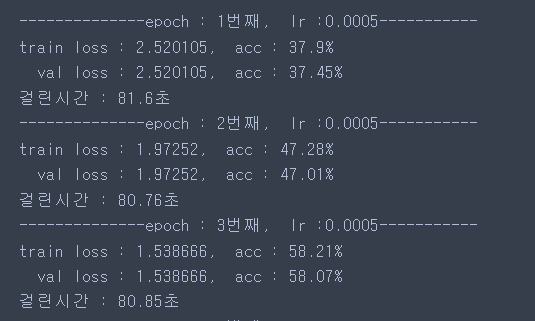 --------------epoch : 1번째,  lr :0.0005-----------
train loss : 2.520105,  acc : 37.9%
  val loss : 2.520105,  acc : 37.45%
걸린시간 : 81.6초
--------------epoch : 2번째,  lr :0.0005-----------
train loss : 1.97252,  acc : 47.28%
  val loss : 1.97252,  acc : 47.01%
걸린시간 : 80.76초
--------------epoch : 3번째,  lr :0.0005-----------
train loss : 1.538666,  acc : 58.21%
  val loss : 1.538666,  acc : 58.07%
걸린시간 : 80.85초